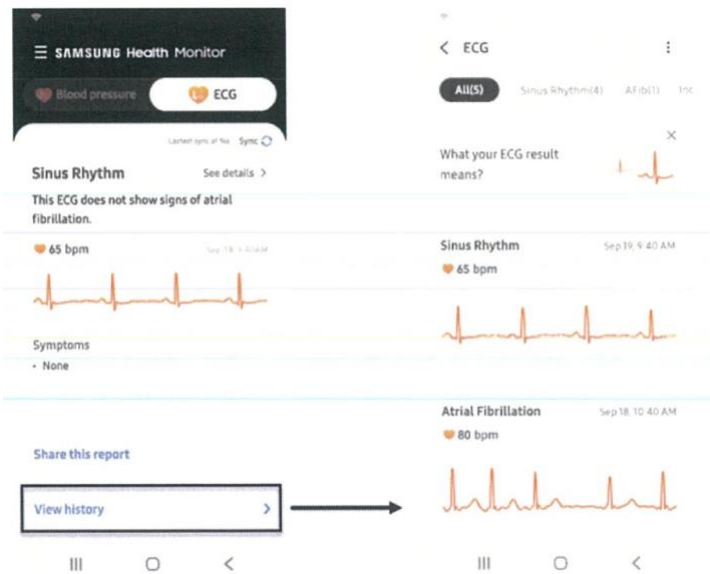 SAMSUNG Health Monitor
Blood pressure
ECG
Sync
Sinus Rhythm
See details >
This ECG does not show signs of atrial
fibrillation.
65 bpm
Symptoms
- None
Share this report
View history >
< ECG
All(5)
Sinus Rhythm(4)
AFib(1)
Inc
What your ECG result
means?
Sinus Rhythm
Sep 19, 9:40 AM
65 bpm
Atrial Fibrillation
Sep 18, 10:40 AM
80 bpm